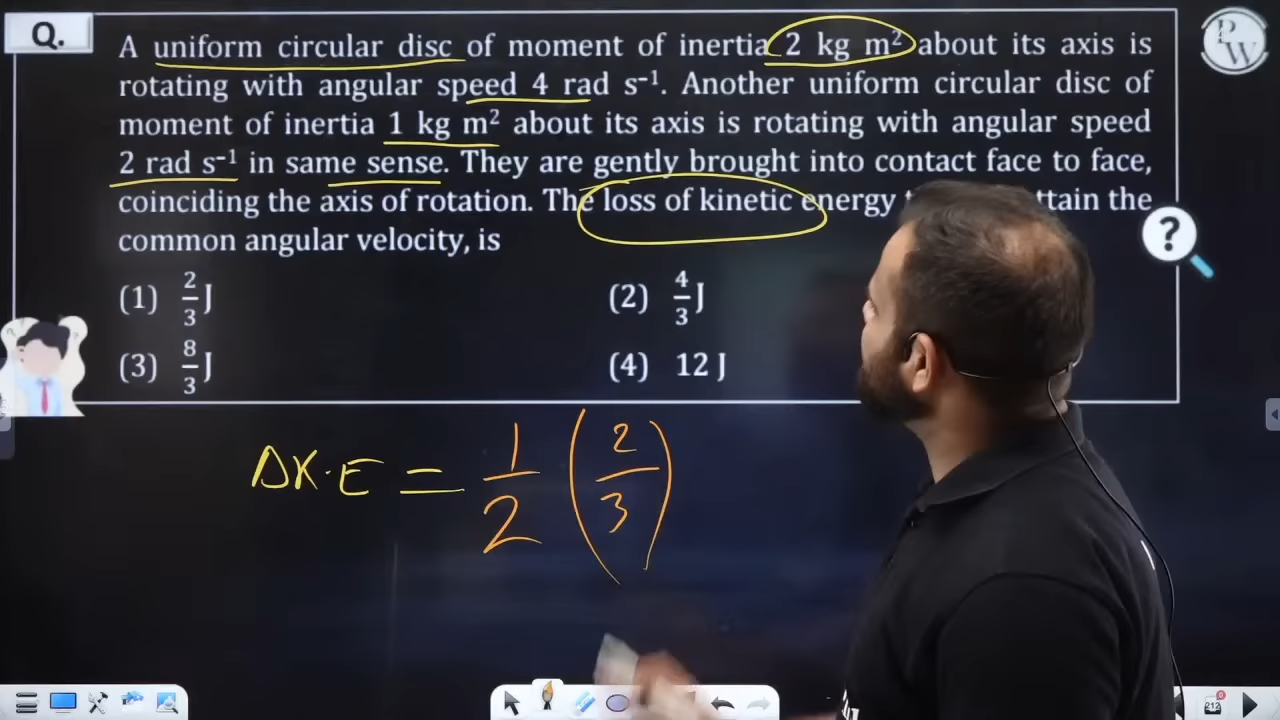 Q.
A uniform circular disc of moment of inertia 2 kg m² about its axis is
rotating with angular speed 4 rad s⁻¹. Another uniform circular disc of
moment of inertia 1 kg m² about its axis is rotating with angular speed
2 rad s⁻¹ in same sense. They are gently brought into contact face to face,
coinciding the axis of rotation. The loss of kinetic energy the
common angular velocity, is
(1) 2/3 J
(2) 4/3 J
(3) 8/3 J
(4) 12 J
?
PW
ΔK.E = 1/2 (2/3)
212